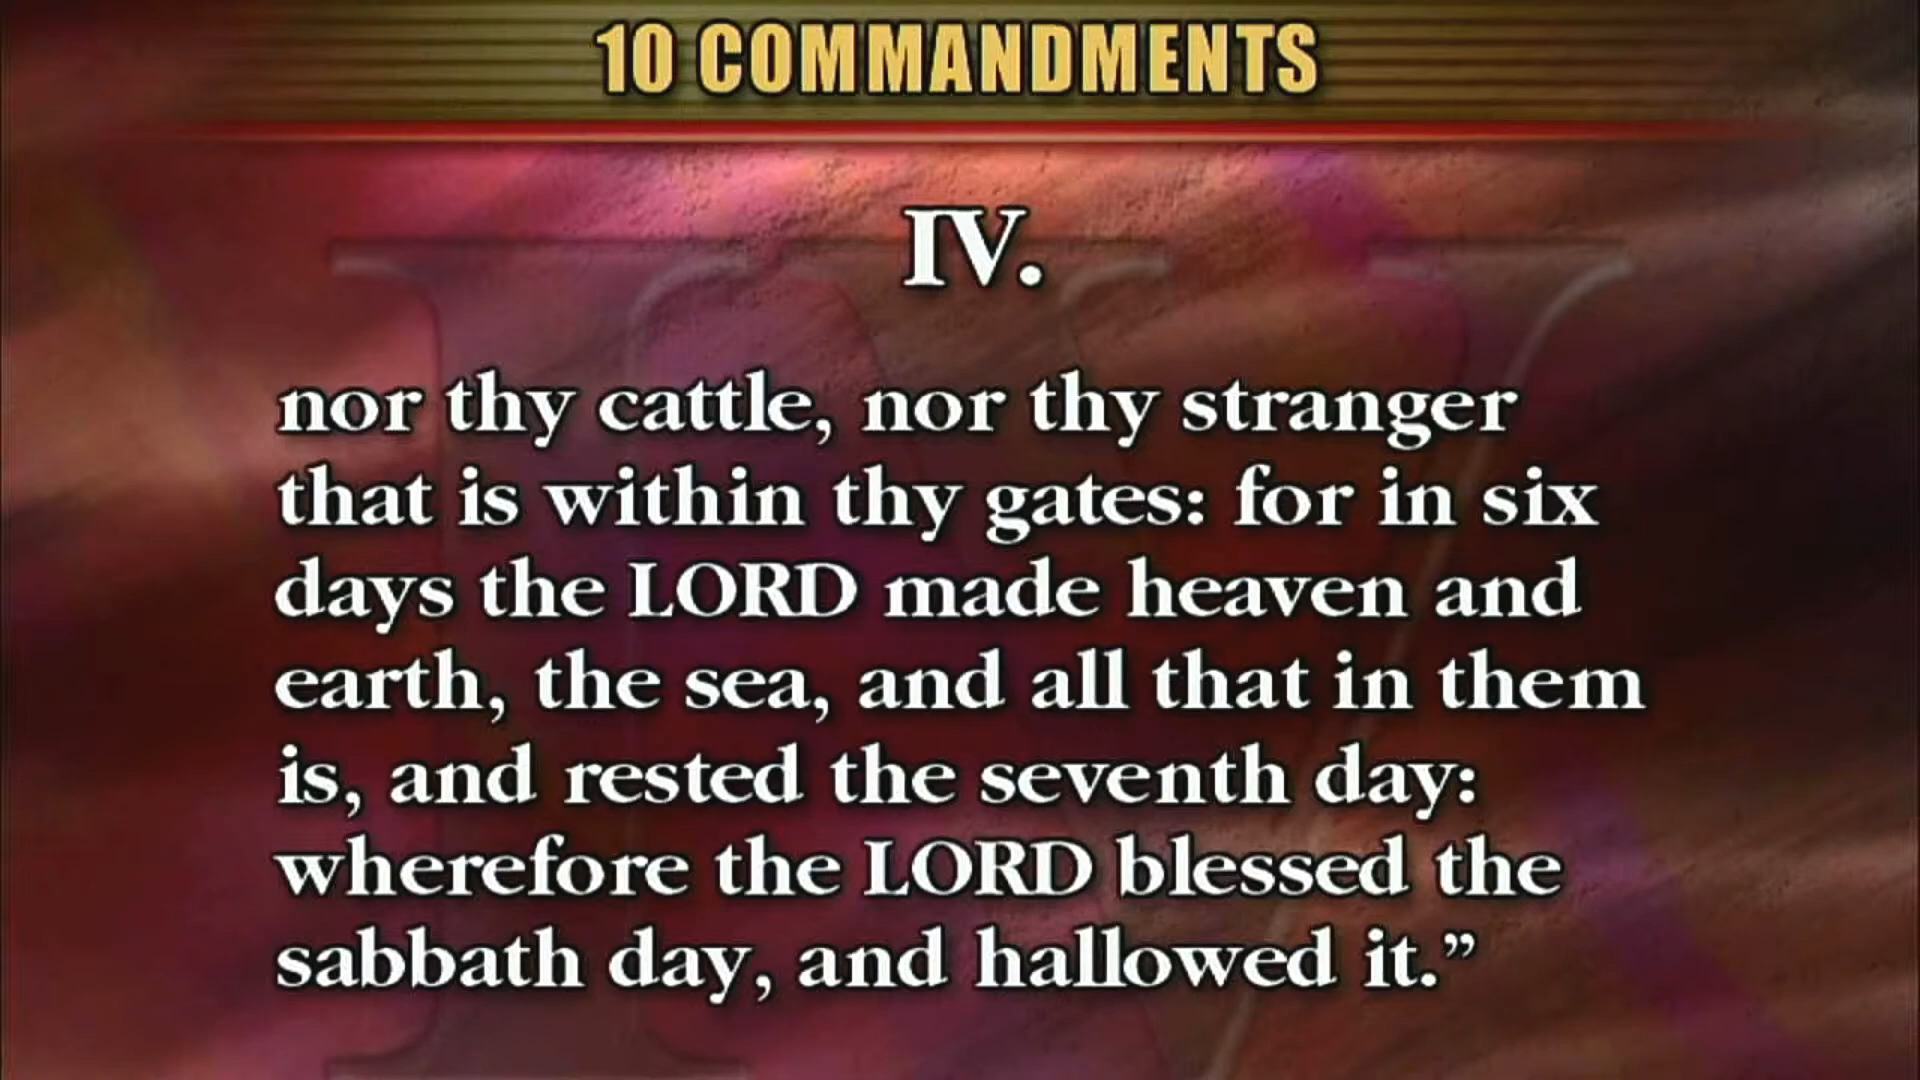 10 COMMANDMENTS
IV.
nor thy cattle, nor thy stranger
that is within thy gates: for in six
days the LORD made heaven and
earth, the sea, and all that in them
is, and rested the seventh day:
wherefore the LORD blessed the
sabbath day, and hallowed it.”